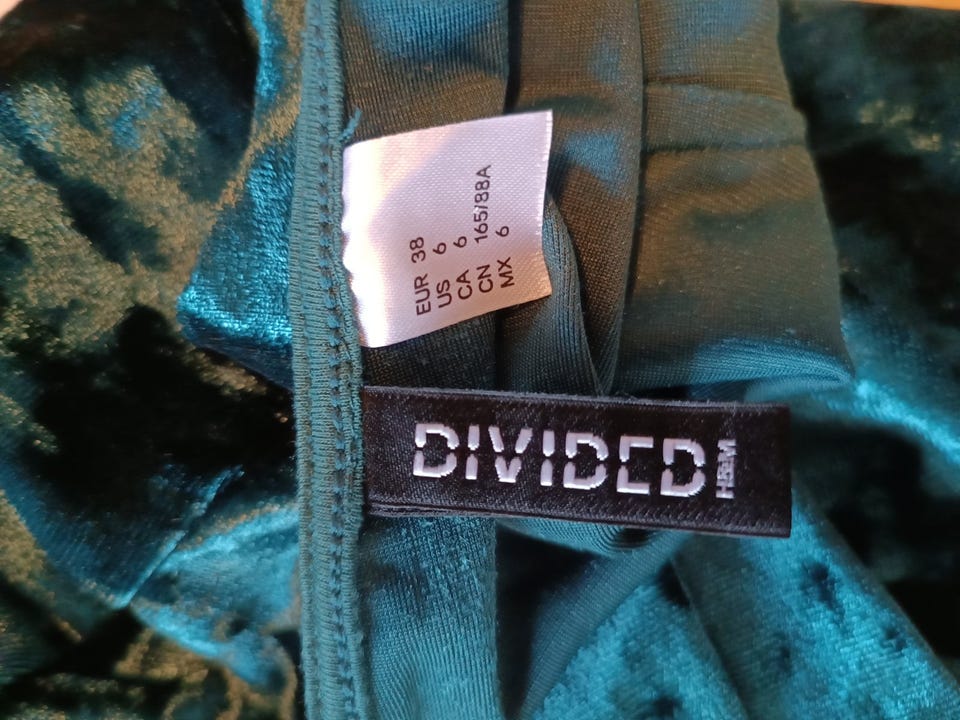 EUR 38
US 6
CA 6
CN 165/88A
MX 6
DIVIDED
H&M